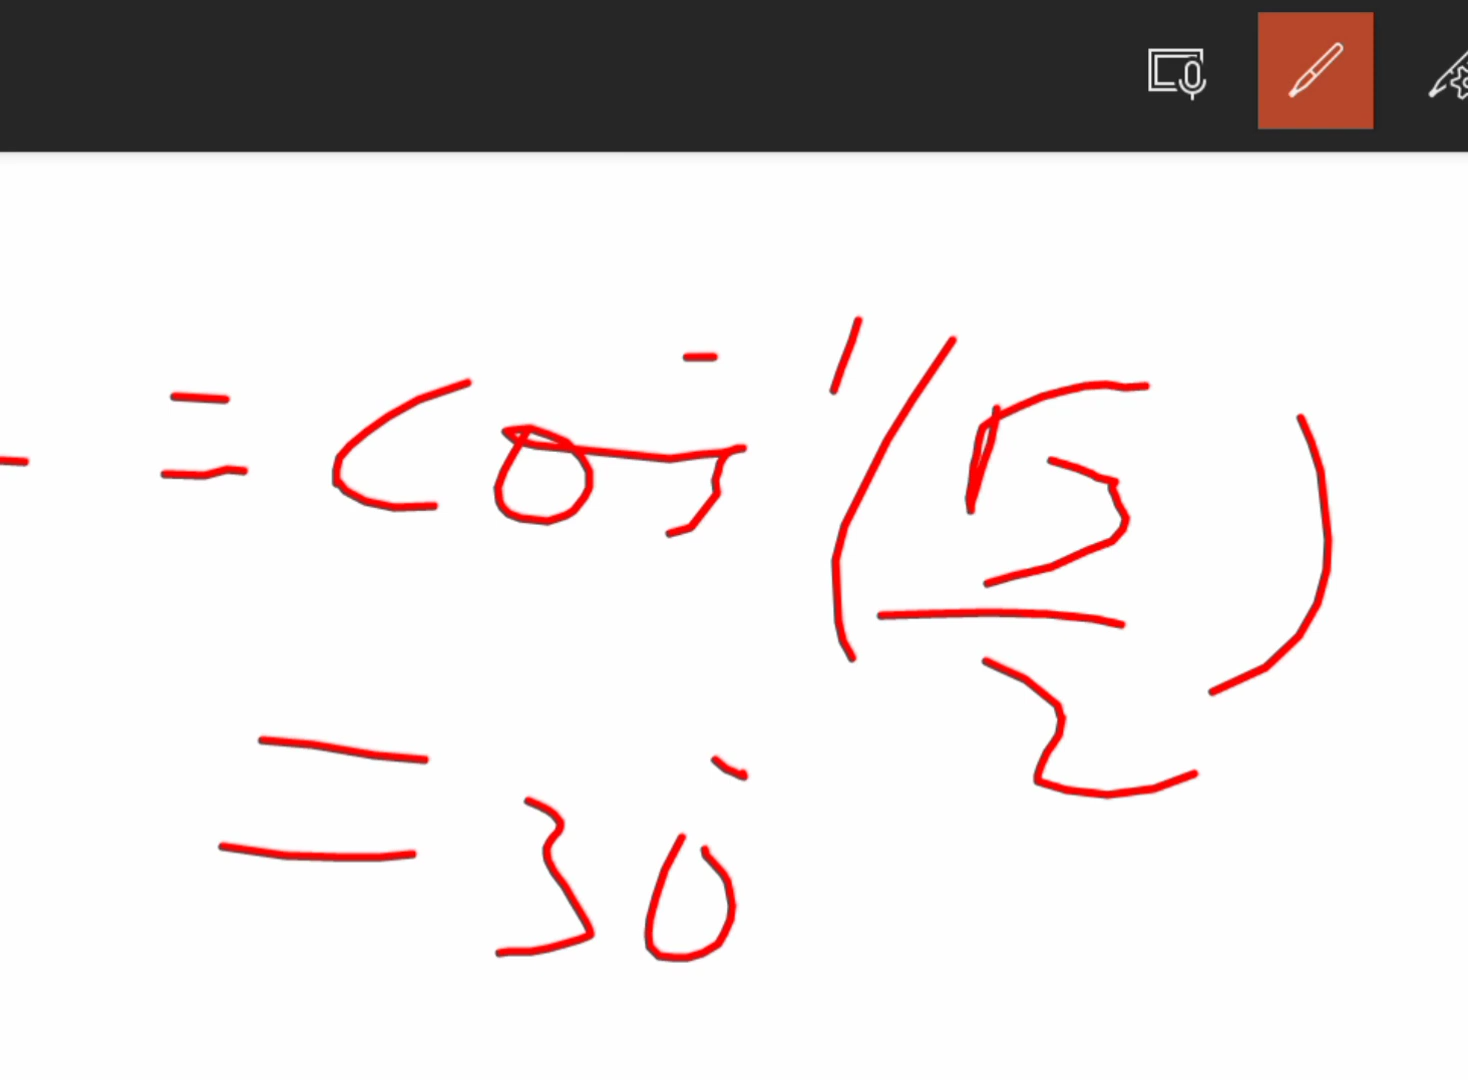 = cos⁻¹(√3/2)
= 30°